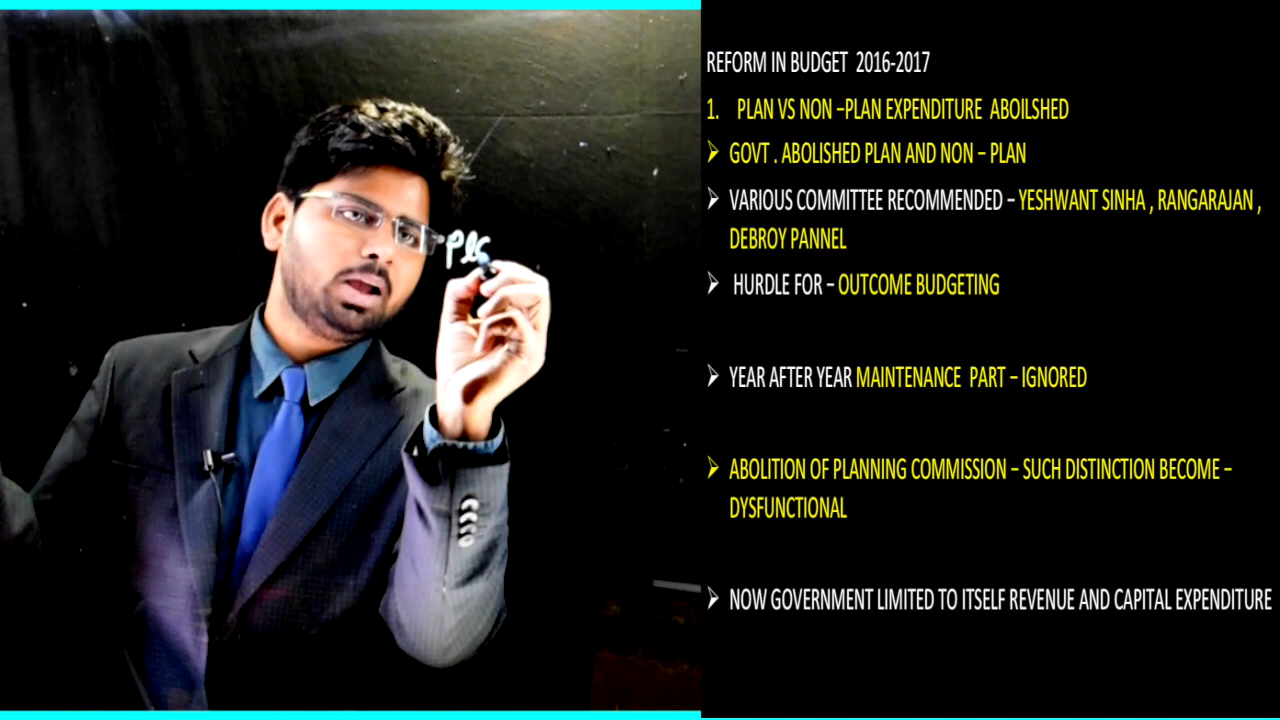 Pla
REFORM IN BUDGET 2016-2017
1. PLAN VS NON –PLAN EXPENDITURE ABOILSHED
➢ GOVT . ABOLISHED PLAN AND NON – PLAN
➢ VARIOUS COMMITTEE RECOMMENDED – YESHWANT SINHA , RANGARAJAN ,
DEBROY PANNEL
➢ HURDLE FOR – OUTCOME BUDGETING
➢ YEAR AFTER YEAR MAINTENANCE PART – IGNORED
➢ ABOLITION OF PLANNING COMMISSION – SUCH DISTINCTION BECOME –
DYSFUNCTIONAL
➢ NOW GOVERNMENT LIMITED TO ITSELF REVENUE AND CAPITAL EXPENDITURE